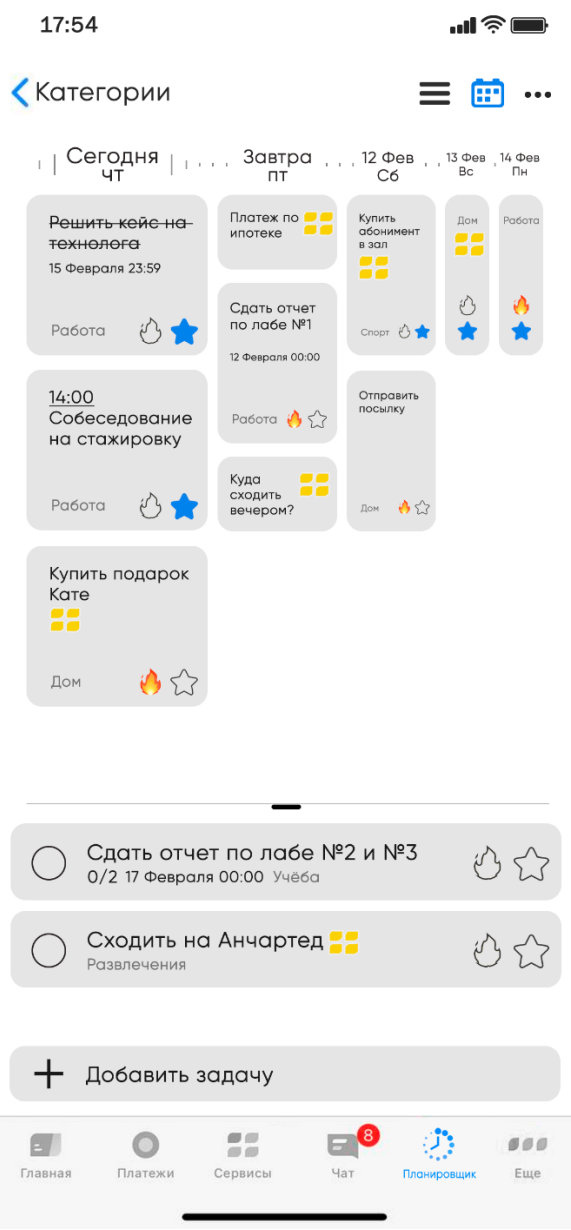 17:54
Категории
Сегодня
чт
Завтра
пт
12 Фев
Сб
13 Фев
Вс
14 Фев
Пн
Решить кейс на
технолога
15 Февраля 23:59
Работа
14:00
Собеседование
на стажировку
Работа
Купить подарок
Кате
Дом
Платеж по
ипотеке
Сдать отчет
по лабе №1
12 Февраля 00:00
Работа
Куда
сходить
вечером?
Купить
абонимент
в зал
Спорт
Отправить
посылку
Дом
Дом
Работа
Сдать отчет по лабе №2 и №3
0/2 17 Февраля 00:00 Учёба
Сходить на Анчартед
Развлечения
Добавить задачу
8
Главная
Платежи
Сервисы
Чат
Планировщик
Еще